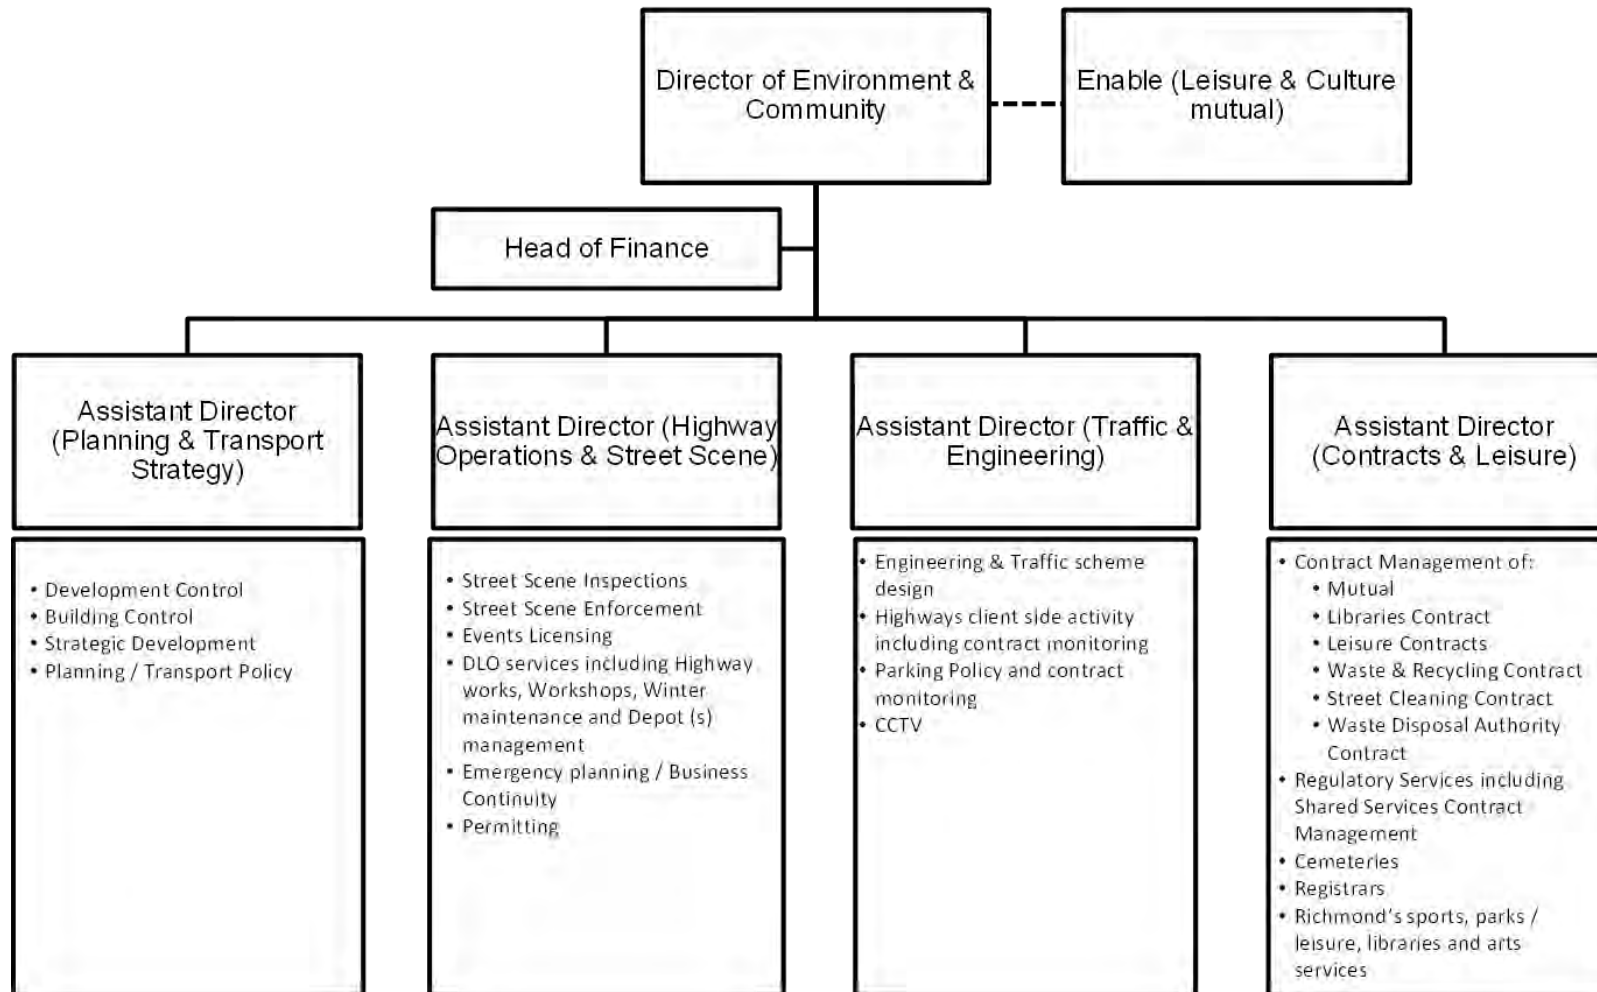 Director of Environment &
Community
Enable (Leisure & Culture
mutual)
Head of Finance
Assistant Director
(Planning & Transport
Strategy)
Assistant Director (Highway
Operations & Street Scene)
Assistant Director (Traffic &
Engineering)
Assistant Director
(Contracts & Leisure)
• Development Control
• Building Control
• Strategic Development
• Planning / Transport Policy
• Street Scene Inspections
• Street Scene Enforcement
• Events Licensing
• DLO services including Highway
works, Workshops, Winter
maintenance and Depot (s)
management
• Emergency planning / Business
Continuity
• Permitting
• Engineering & Traffic scheme
design
• Highways client side activity
including contract monitoring
• Parking Policy and contract
monitoring
• CCTV
• Contract Management of:
• Mutual
• Libraries Contract
• Leisure Contracts
• Waste & Recycling Contract
• Street Cleaning Contract
• Waste Disposal Authority
Contract
• Regulatory Services including
Shared Services Contract
Management
• Cemeteries
• Registrars
• Richmond's sports, parks /
leisure, libraries and arts
services